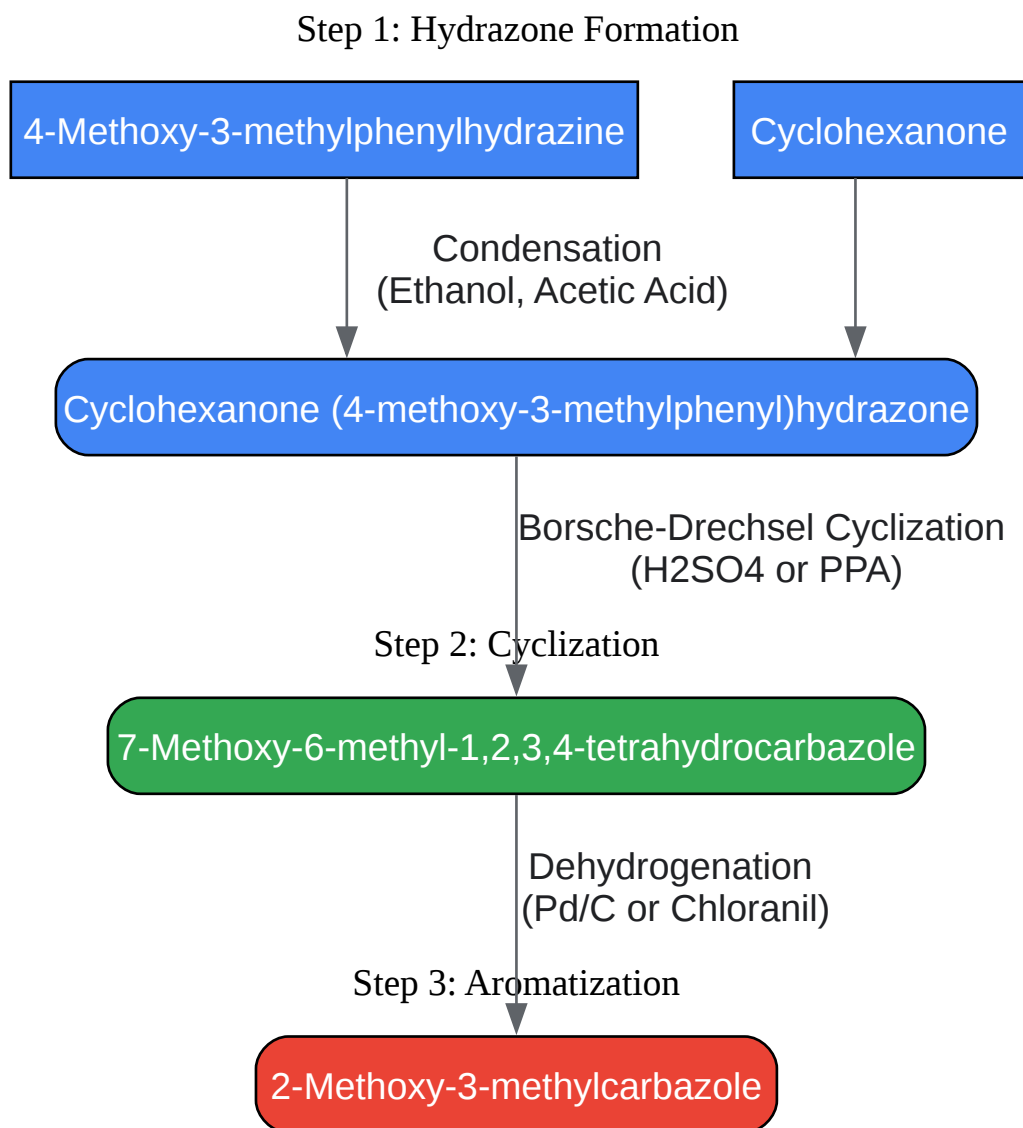 Step 1: Hydrazone Formation
4-Methoxy-3-methylphenylhydrazine
Cyclohexanone
Condensation
(Ethanol, Acetic Acid)
Cyclohexanone (4-methoxy-3-methylphenyl)hydrazone
Borsche-Drechsel Cyclization
(H2SO4 or PPA)
Step 2: Cyclization
7-Methoxy-6-methyl-1,2,3,4-tetrahydrocarbazole
Dehydrogenation
(Pd/C or Chloranil)
Step 3: Aromatization
2-Methoxy-3-methylcarbazole